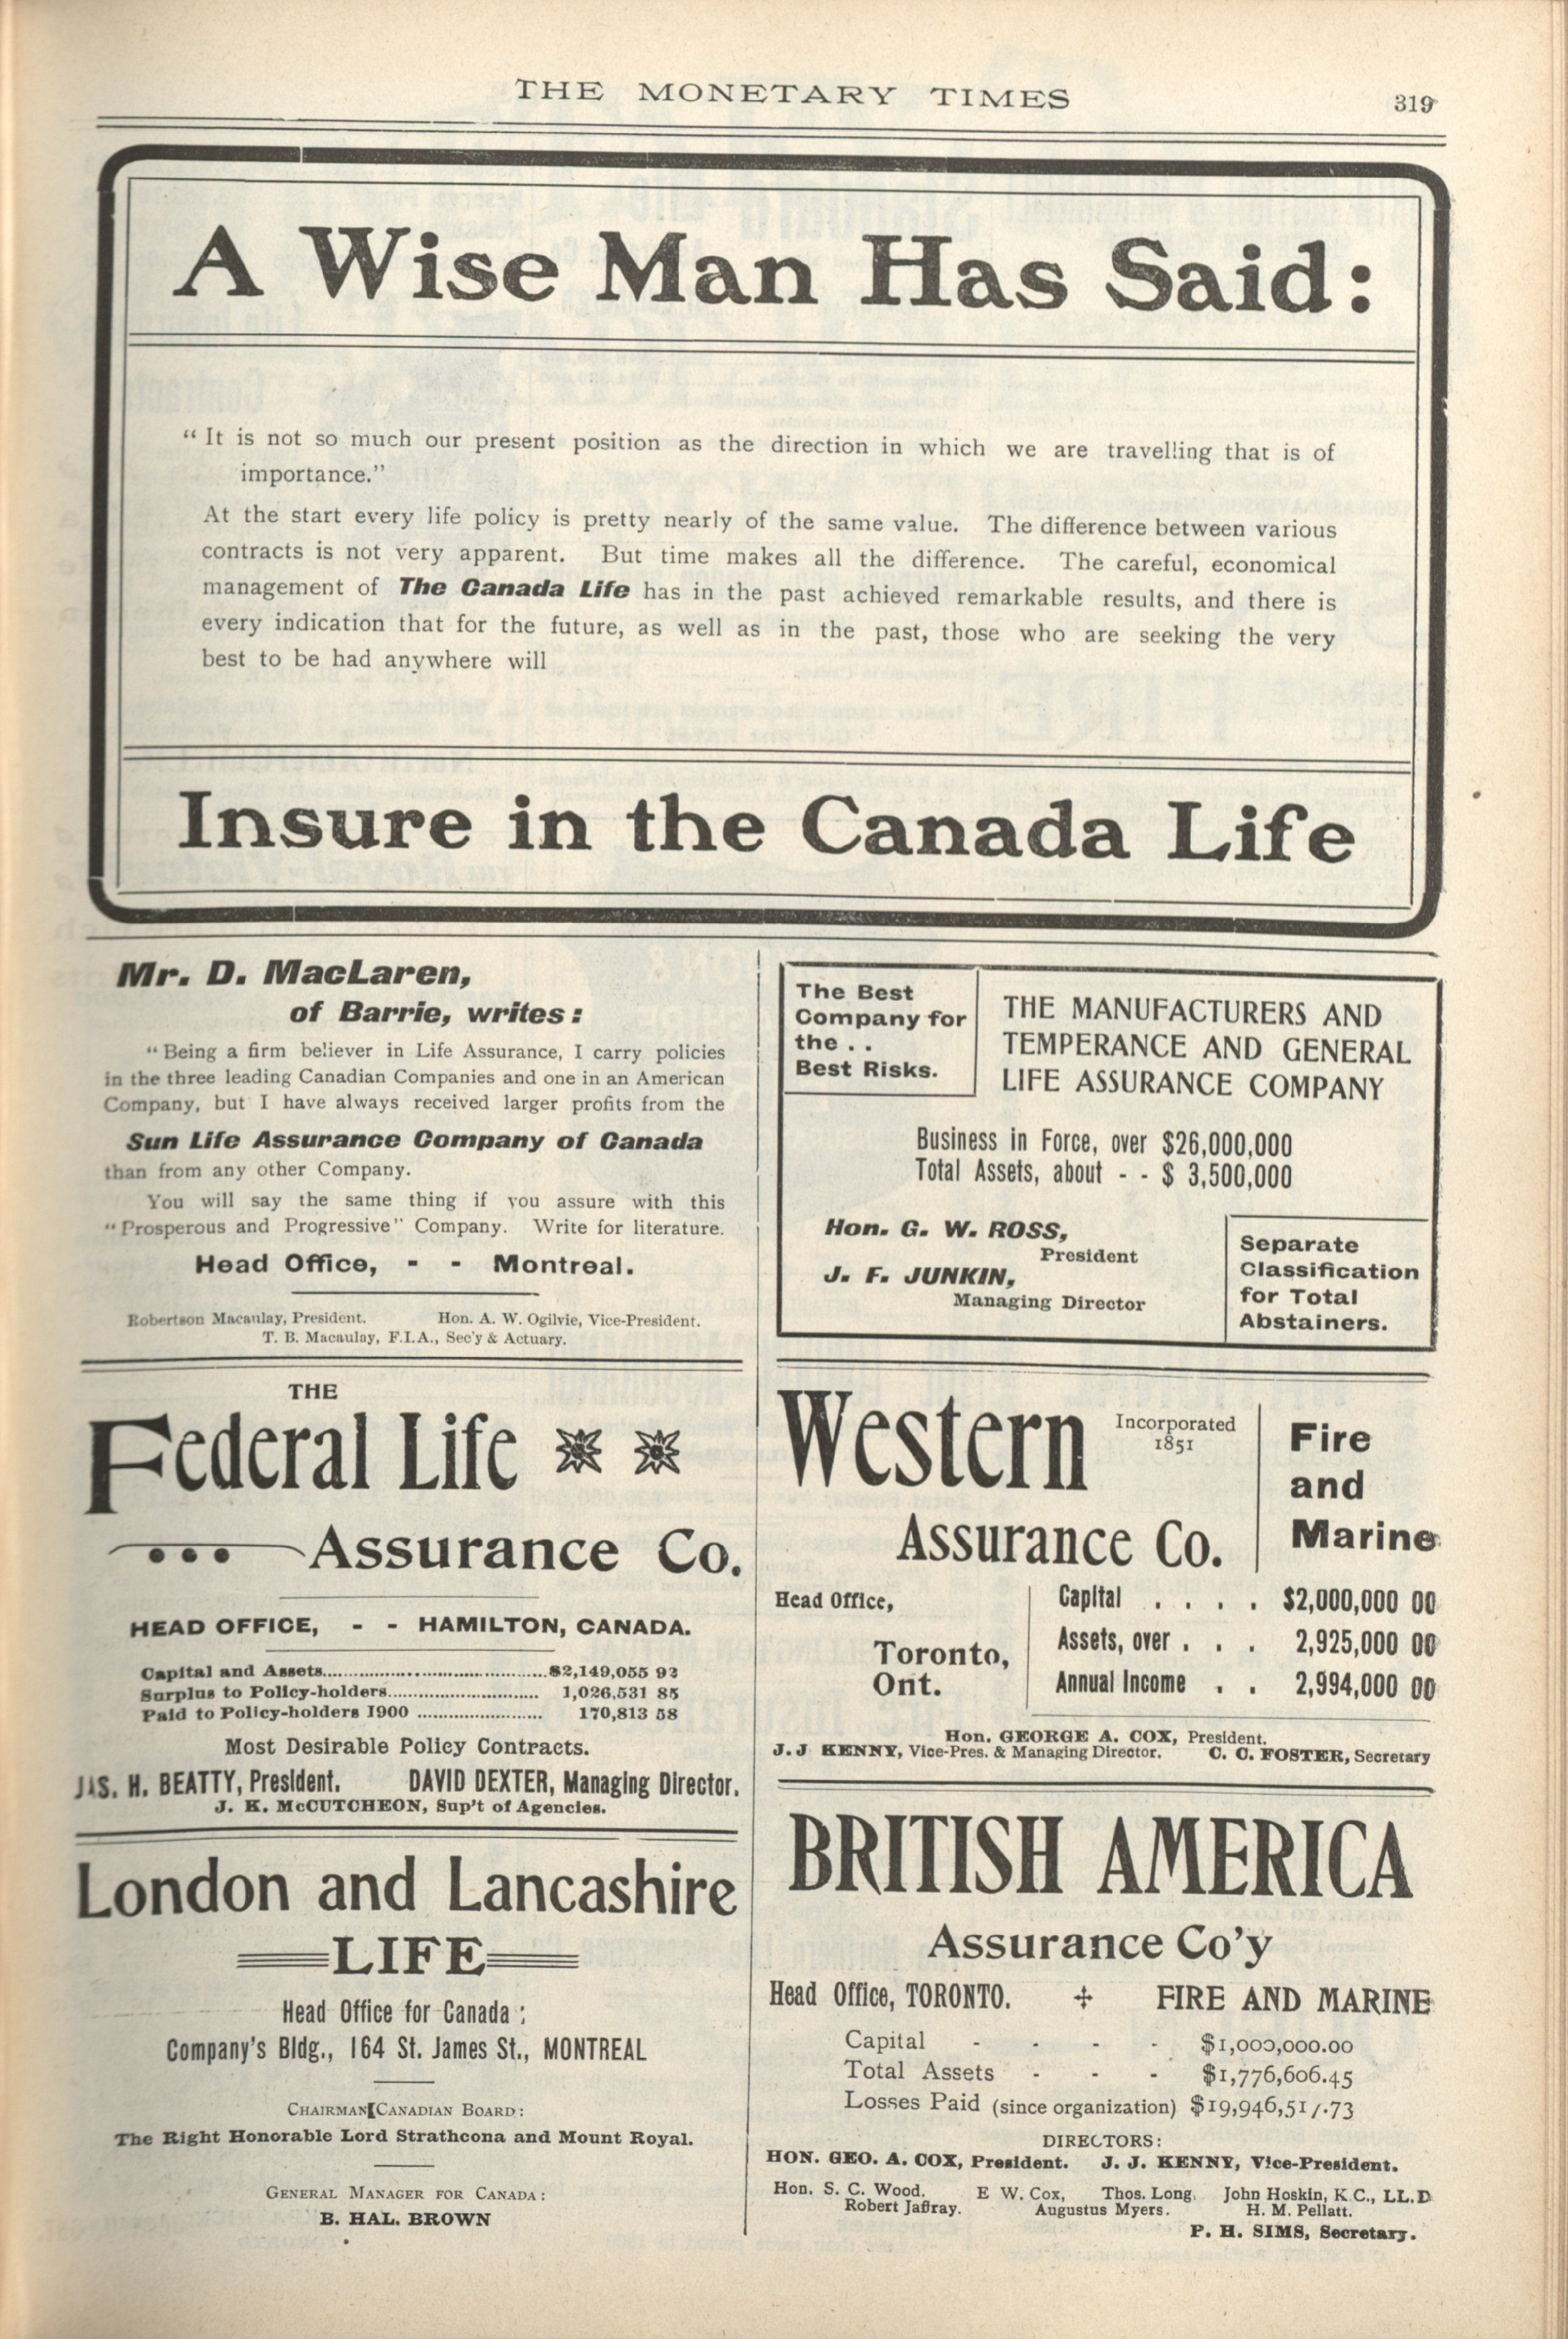 THE MONETARY TIMES
319
A Wise Man Has Said:
“ It is not so much our present position as the direction in which we are travelling that is of
importance.”
At the start every life policy is pretty nearly of the same value. The difference between various
contracts is not very apparent. But time makes all the difference. The careful, economical
management of The Canada Life has in the past achieved remarkable results, and there is
every indication that for the future, as well as in the past, those who are seeking the very
best to be had anywhere will
Insure in the Canada Life
Mr. D. MacLaren,
of Barrie, writes:
“ Being a firm believer in Life Assurance, I carry policies
in the three leading Canadian Companies and one in an American
Company, but I have always received larger profits from the
Sun Life Assurance Company of Canada
than from any other Company.
You will say the same thing if you assure with this
“ Prosperous and Progressive” Company. Write for literature.
Head Office, - - Montreal.
Robertson Macaulay, President. Hon. A. W. Ogilvie, Vice-President.
T. B. Macaulay, F.I.A., Sec'y & Actuary.
The Best
Company for
the . .
Best Risks.
THE MANUFACTURERS AND
TEMPERANCE AND GENERAL
LIFE ASSURANCE COMPANY
Business in Force, over $26,000,000
Total Assets, about - - $ 3,500,000
Hon. G. W. ROSS,
President
J. F. JUNKIN,
Managing Director
Separate
Classification
for Total
Abstainers.
THE
Federal Life
Assurance Co.
HEAD OFFICE, - - HAMILTON, CANADA.
Capital and Assets..........$2,149,055 92
Surplus to Policy-holders.......... 1,026,531 85
Paid to Policy-holders 1900 .......... 170,813 58
Most Desirable Policy Contracts.
JAS. H. BEATTY, President. DAVID DEXTER, Managing Director.
J. K. McCUTCHEON, Sup't of Agencies.
Western
Incorporated
1851
Fire
and
Marine
Assurance Co.
Head Office,
Toronto,
Ont.
Capital . . . . $2,000,000 00
Assets, over . . . 2,925,000 00
Annual Income . . 2,994,000 00
Hon. GEORGE A. COX, President.
J. J KENNY, Vice-Pres. & Managing Director. C. C. FOSTER, Secretary
London and Lancashire
LIFE
Head Office for Canada :
Company's Bldg., 164 St. James St., MONTREAL
CHAIRMAN CANADIAN BOARD:
The Right Honorable Lord Strathcona and Mount Royal.
GENERAL MANAGER FOR CANADA:
B. HAL. BROWN
BRITISH AMERICA
Assurance Co'y
Head Office, TORONTO. ✢ FIRE AND MARINE
Capital - - - - $1,000,000.00
Total Assets - - - $1,776,606.45
Losses Paid (since organization)
DIRECTORS:
HON. GEO. A. COX, President. J. J. KENNY, Vice-President.
Hon. S. C. Wood. E W. Cox, Thos. Long, John Hoskin, K.C., LL.D
Robert Jaffray. Augustus Myers. H. M. Pellatt.
P. H. SIMS, Secretary.